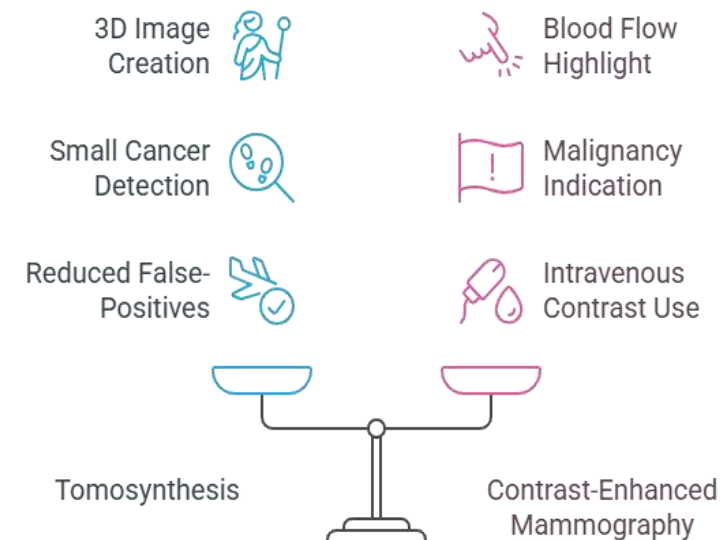 3D Image
Creation
Blood Flow
Highlight
Small Cancer
Detection
Malignancy
Indication
Reduced False-
Positives
Intravenous
Contrast Use
Tomosynthesis
Contrast-Enhanced
Mammography